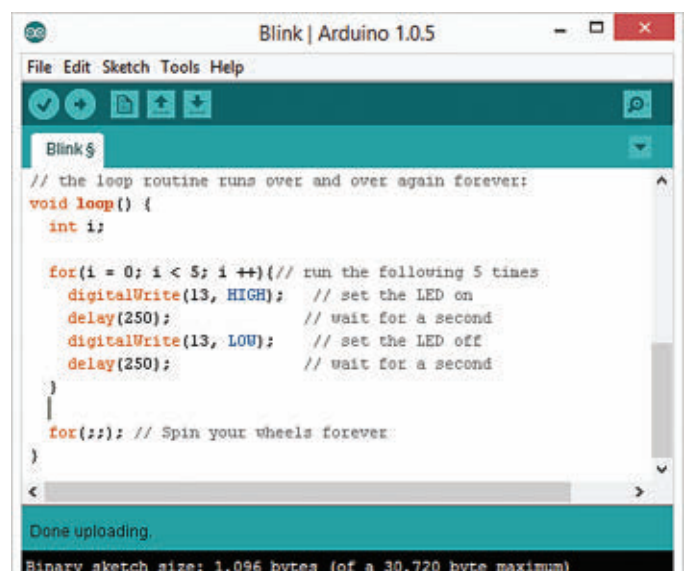 Blink | Arduino 1.0.5
File Edit Sketch Tools Help
Blink §
// the loop routine runs over and over again forever:
void loop() {
int i;
for(i = 0; i < 5; i ++){// run the following 5 times
digitalWrite(13, HIGH); // set the LED on
delay(250); // wait for a second
digitalWrite(13, LOW); // set the LED off
delay(250); // wait for a second
}
for(;;); // Spin your wheels forever
}
Done uploading.
Binary sketch size: 1,096 bytes (of a 30,720 byte maximum)